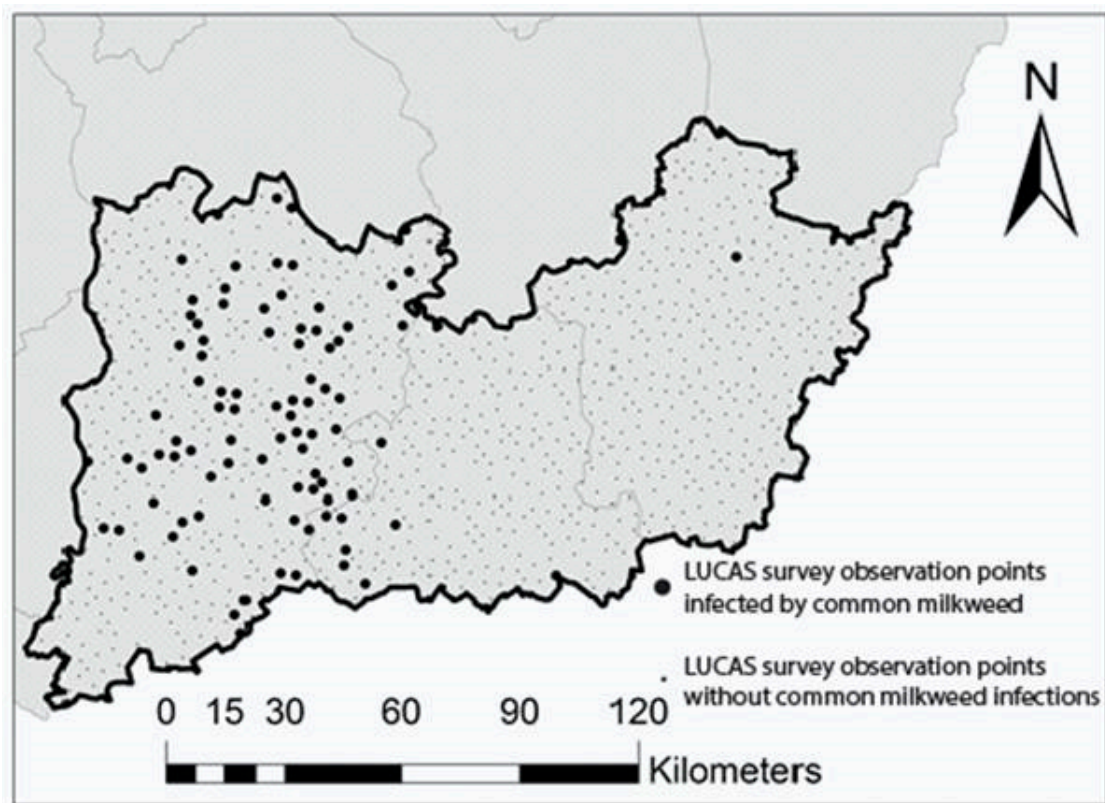 N
LUCAS survey observation points
infected by common milkweed
LUCAS survey observation points
without common milkweed infections
0 15 30 60 90 120
Kilometers